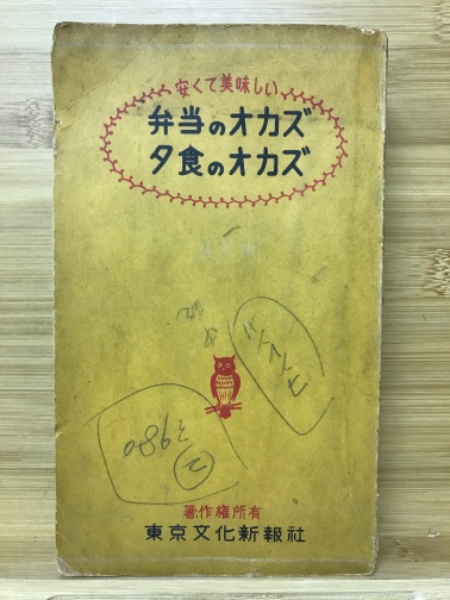 安くて美味しい
弁当のオカズ
夕食のオカズ
著作権所有
東京文化新報社